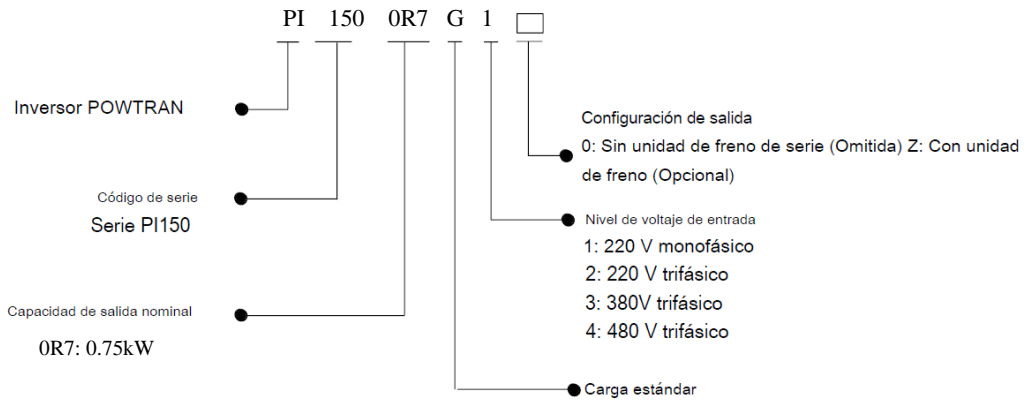 PI 150 0R7 G 1
Inversor POWTRAN
Código de serie
Serie PI150
Capacidad de salida nominal
0R7: 0.75kW
Configuración de salida
0: Sin unidad de freno de serie (Omitida) Z: Con unidad
de freno (Opcional)
Nivel de voltaje de entrada
1: 220 V monofásico
2: 220 V trifásico
3: 380V trifásico
4: 480 V trifásico
Carga estándar